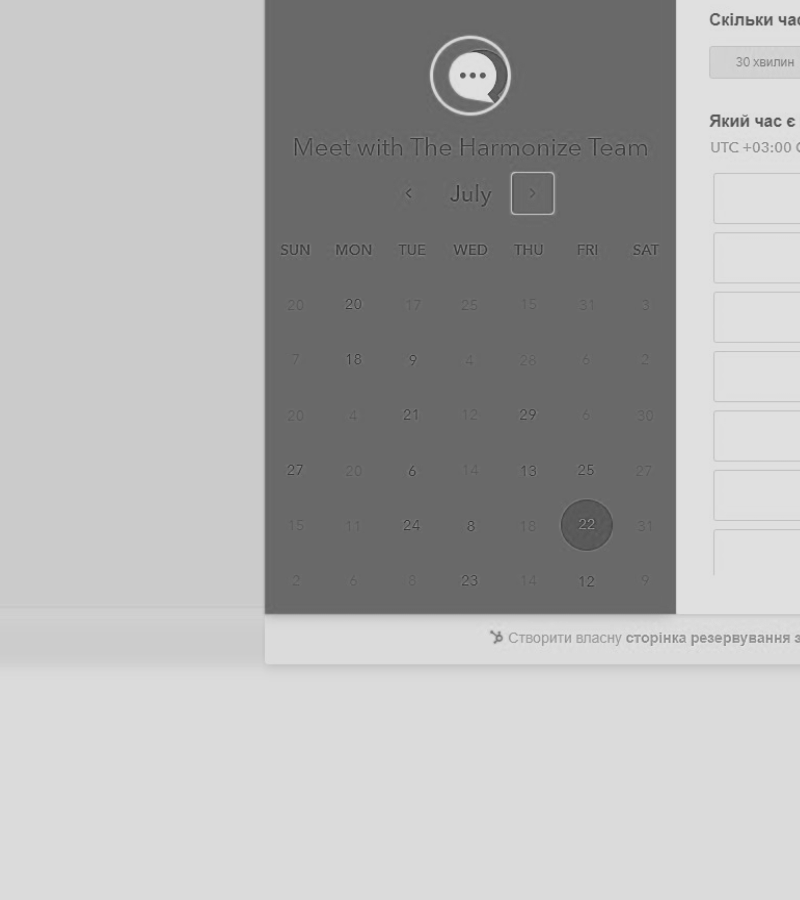 Meet with The Harmonize Team
July
SUN MON TUE WED THU FRI SAT
20 20 17 25 15 31 3
7 18 9 4 26 6 2
20 4 21 12 29 6 30
27 20 6 14 13 25 27
15 11 24 8 16 22 31
2 6 8 23 14 12 9
Скільки час
30 хвилин
Який час є
UTC +03:00
Створити власну сторінка резервування з